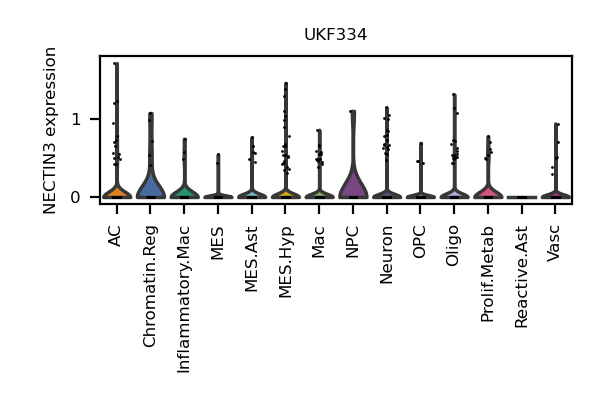 UKF334
NECTIN3 expression
1
0
AC
Chromatin.Reg
Inflammatory.Mac
MES
MES.Ast
MES.Hyp
Mac
NPC
Neuron
OPC
Oligo
Prolif.Metab
Reactive.Ast
Vasc